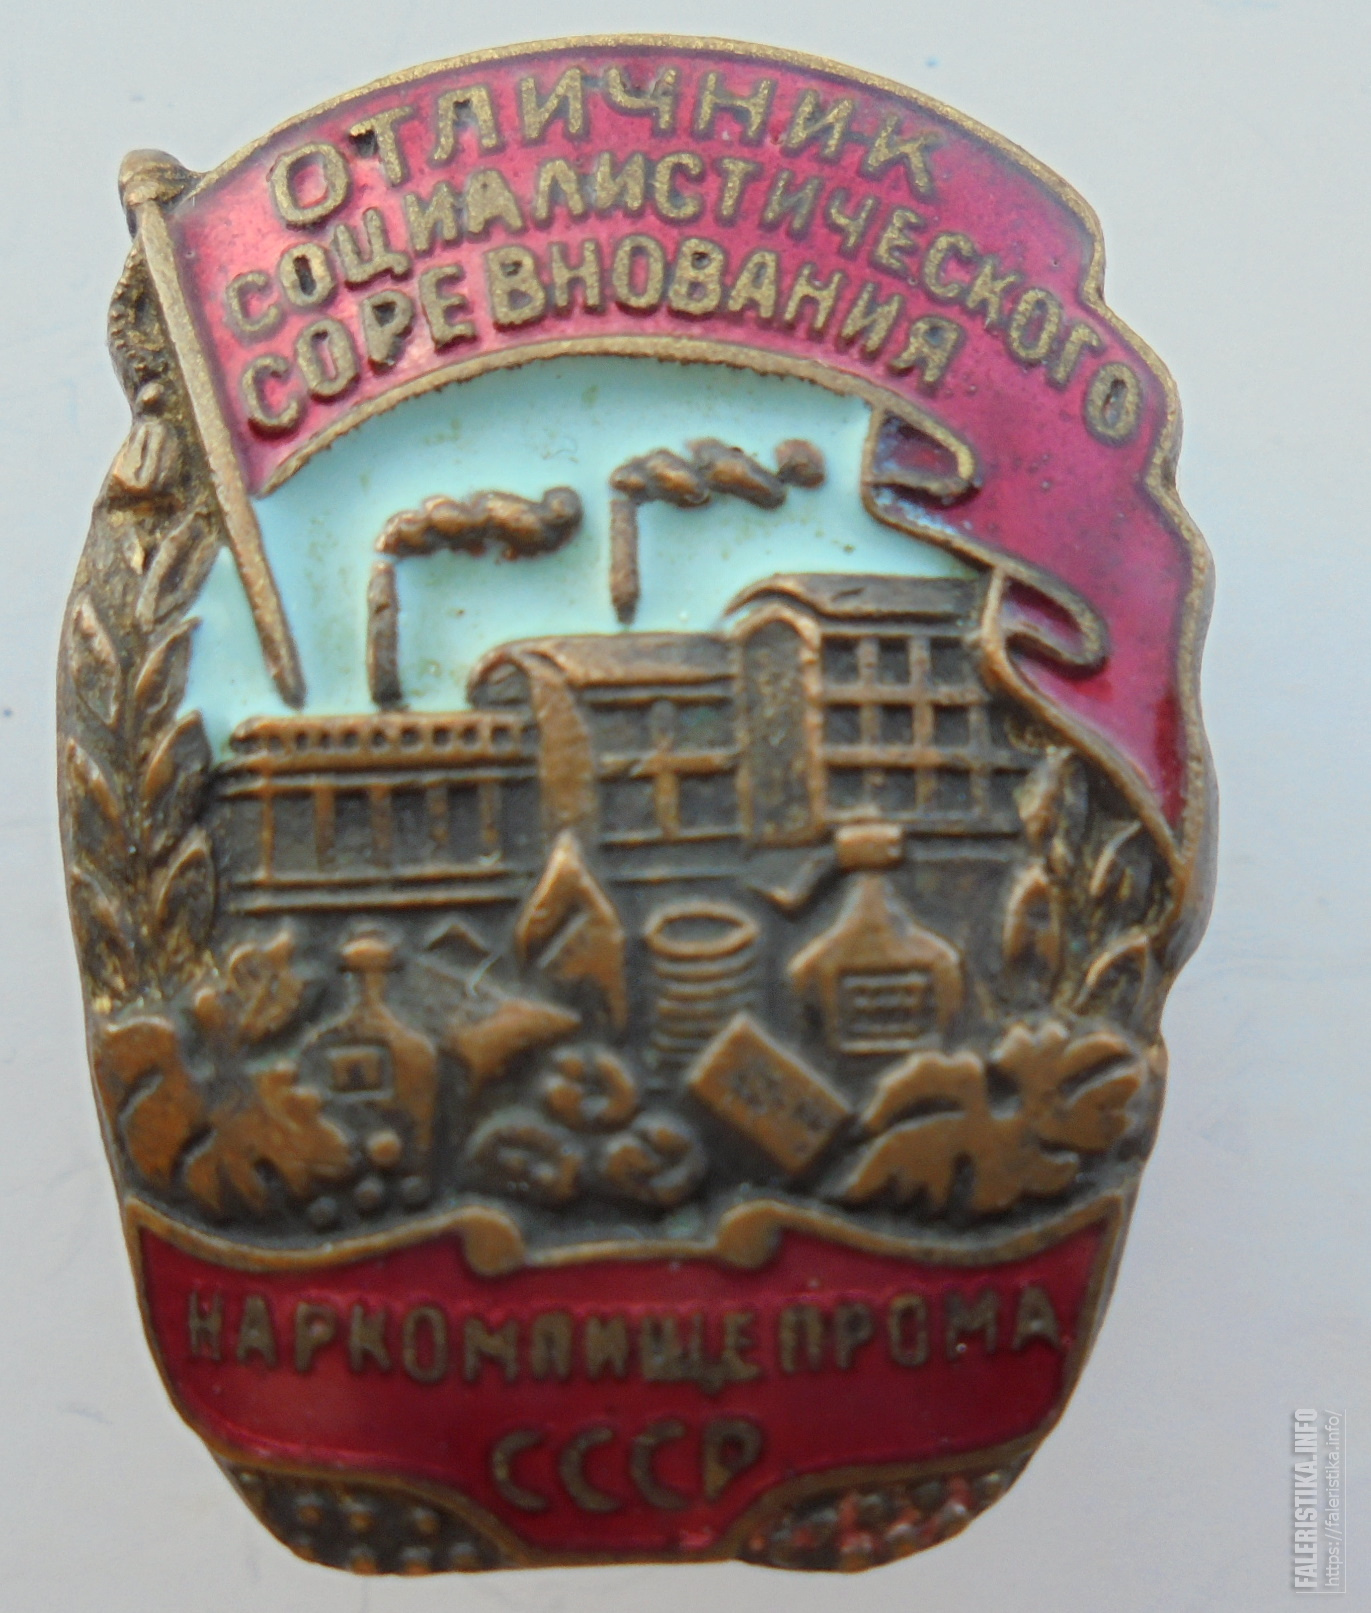 ОТЛИЧНИК
СОЦИАЛИСТИЧЕСКОГО
СОРЕВНОВАНИЯ
НАРКОМПИЩЕПРОМА
СССР
FALERISTIKA.INFO
https://faleristika.info/